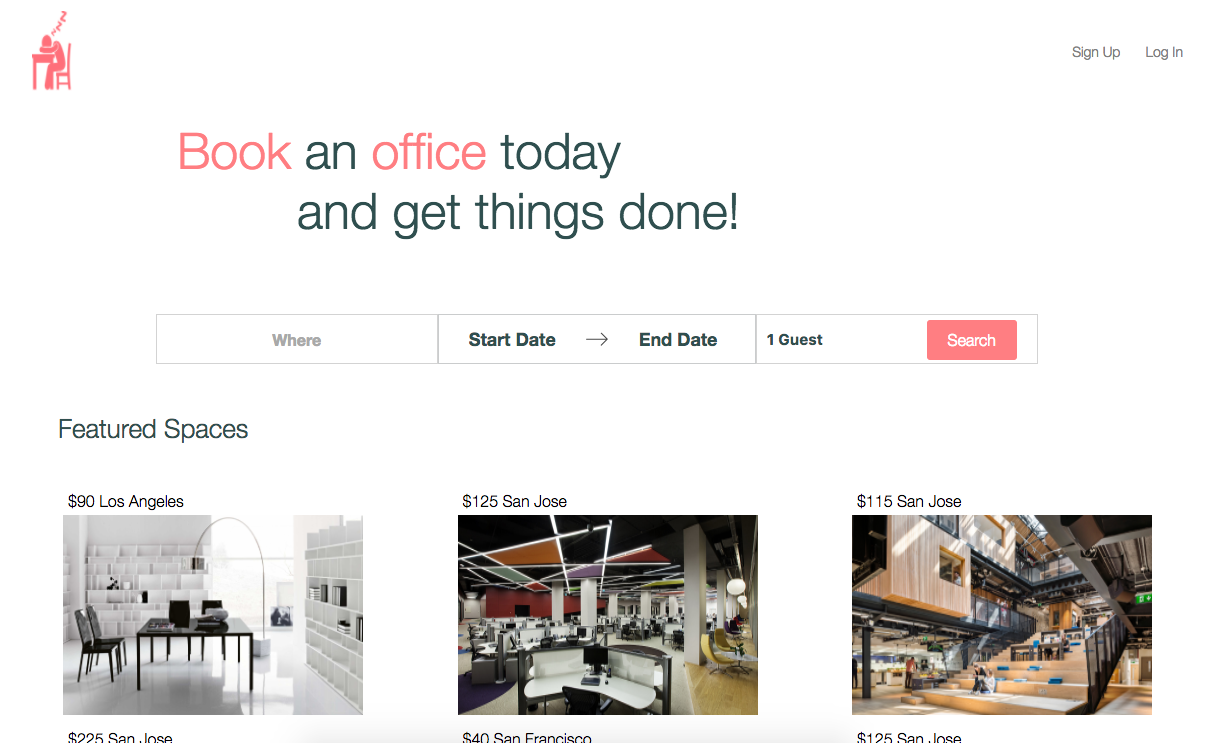 zzZ
Sign Up Log In
Book an office today
and get things done!
Where Start Date → End Date 1 Guest Search
Featured Spaces
$90 Los Angeles $125 San Jose $115 San Jose
$225 San Jose $40 San Francisco $125 San Jose